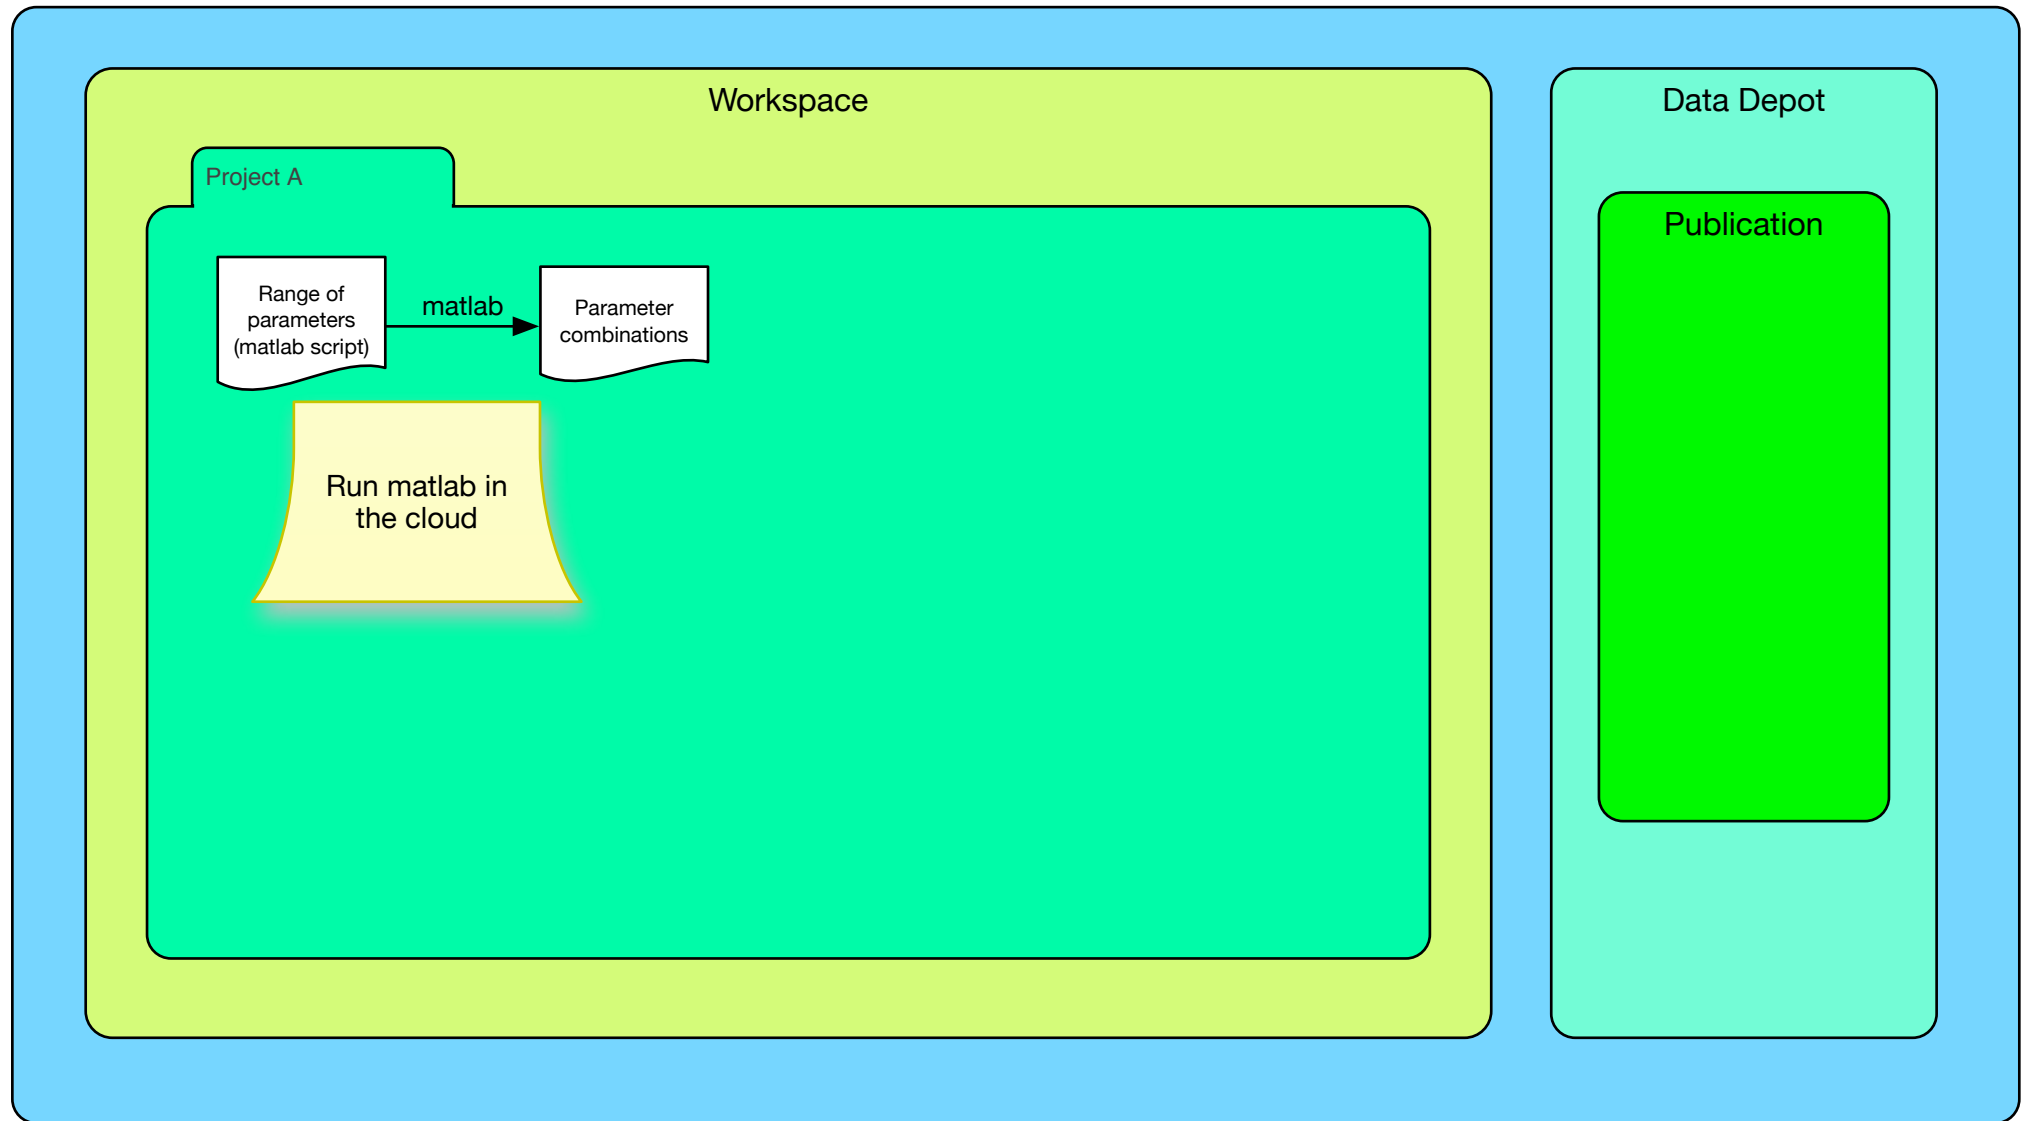 Workspace
Data Depot
Project A
Publication
Range of
parameters
(matlab script)
matlab
Parameter
combinations
Run matlab in
the cloud